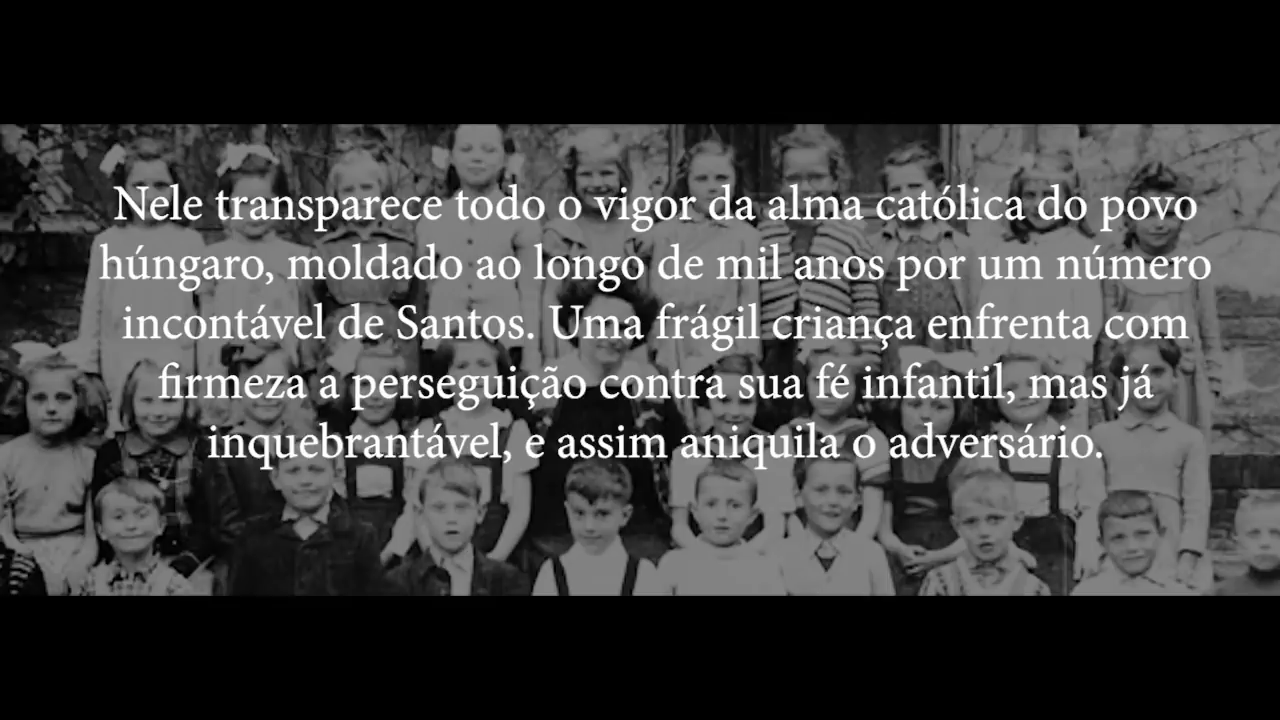 Nele transparece todo o vigor da alma católica do povo
húngaro, moldado ao longo de mil anos por um número
incontável de Santos. Uma frágil criança enfrenta com
firmeza a perseguição contra sua fé infantil, mas já
inquebrantável, e assim aniquila o adversário.